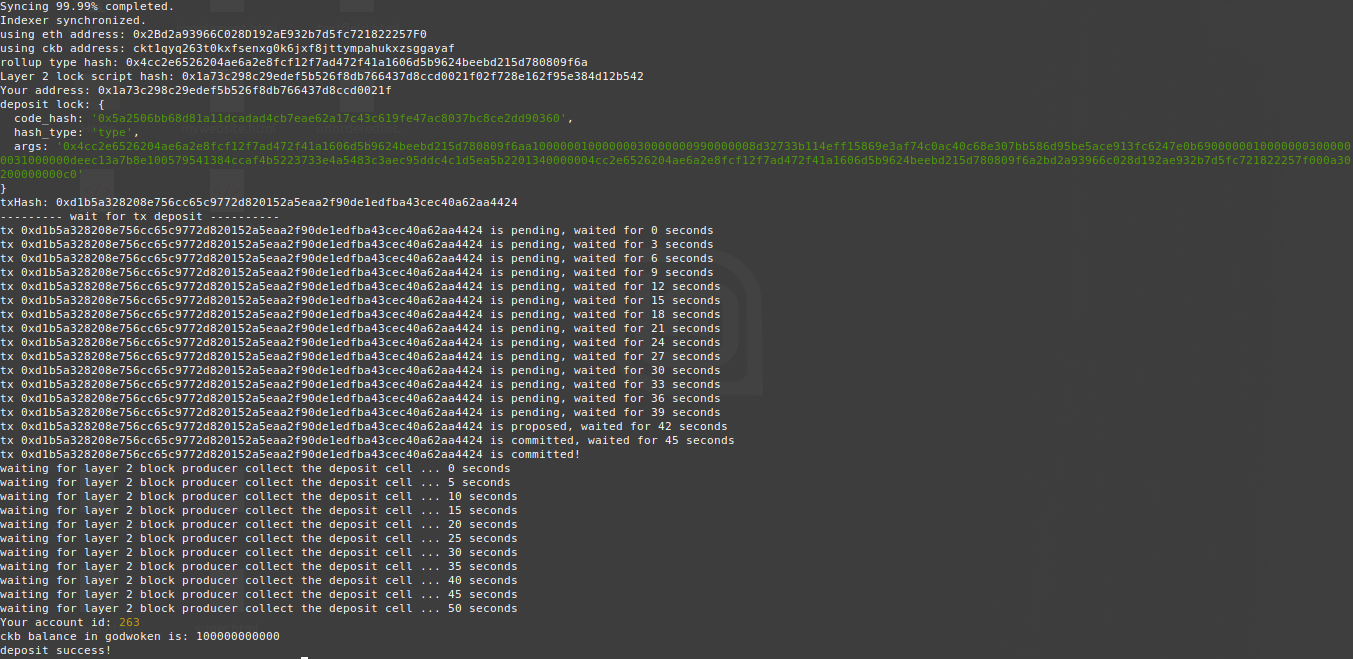 Syncing 99.99% completed.
Indexer synchronized.
using eth address: 0x2Bd2a93966C028D192aE932b7d5fc721822257F0
using ckb address: ckt1qyq263t0kxfsenxg0k6jxf8jttympahukxzsggayaf
rollup type hash: 0x4cc2e6526204ae6a2e8fcf12f7ad472f41a1606d5b9624beebd215d780809f6a
Layer 2 lock script hash: 0x1a73c298c29edef5b526f8db766437d8ccd0021f02f728e162f95e384d12b542
Your address: 0x1a73c298c29edef5b526f8db766437d8ccd0021f
deposit lock: {
  code_hash: '0x5a2506bb68d81a11dcadad4cb7eae62a17c43c619fe47ac8037bc8ce2dd90360',
  hash_type: 'type',
  args: '0x4cc2e6526204ae6a2e8fcf12f7ad472f41a1606d5b9624beebd215d780809f6aa10000001000000030000000990000008d32733b114eff15869e3af74c0ac40c68e307bb586d95be5ace913fc6247e0b690000001000000030000
0031000000deec13a7b8e100579541384ccaf4b5223733e4a5483c3aec95ddc4c1d5ea5b2201340000004cc2e6526204ae6a2e8fcf12f7ad472f41a1606d5b9624beebd215d780809f6a2bd2a93966c028d192ae932b7d5fc721822257f000a30
200000000c0'
}
txHash: 0xd1b5a328208e756cc65c9772d820152a5eaa2f90de1edfba43cec40a62aa4424
--------- wait for tx deposit ----------
tx 0xd1b5a328208e756cc65c9772d820152a5eaa2f90de1edfba43cec40a62aa4424 is pending, waited for 0 seconds
tx 0xd1b5a328208e756cc65c9772d820152a5eaa2f90de1edfba43cec40a62aa4424 is pending, waited for 3 seconds
tx 0xd1b5a328208e756cc65c9772d820152a5eaa2f90de1edfba43cec40a62aa4424 is pending, waited for 6 seconds
tx 0xd1b5a328208e756cc65c9772d820152a5eaa2f90de1edfba43cec40a62aa4424 is pending, waited for 9 seconds
tx 0xd1b5a328208e756cc65c9772d820152a5eaa2f90de1edfba43cec40a62aa4424 is pending, waited for 12 seconds
tx 0xd1b5a328208e756cc65c9772d820152a5eaa2f90de1edfba43cec40a62aa4424 is pending, waited for 15 seconds
tx 0xd1b5a328208e756cc65c9772d820152a5eaa2f90de1edfba43cec40a62aa4424 is pending, waited for 18 seconds
tx 0xd1b5a328208e756cc65c9772d820152a5eaa2f90de1edfba43cec40a62aa4424 is pending, waited for 21 seconds
tx 0xd1b5a328208e756cc65c9772d820152a5eaa2f90de1edfba43cec40a62aa4424 is pending, waited for 24 seconds
tx 0xd1b5a328208e756cc65c9772d820152a5eaa2f90de1edfba43cec40a62aa4424 is pending, waited for 27 seconds
tx 0xd1b5a328208e756cc65c9772d820152a5eaa2f90de1edfba43cec40a62aa4424 is pending, waited for 30 seconds
tx 0xd1b5a328208e756cc65c9772d820152a5eaa2f90de1edfba43cec40a62aa4424 is pending, waited for 33 seconds
tx 0xd1b5a328208e756cc65c9772d820152a5eaa2f90de1edfba43cec40a62aa4424 is pending, waited for 36 seconds
tx 0xd1b5a328208e756cc65c9772d820152a5eaa2f90de1edfba43cec40a62aa4424 is pending, waited for 39 seconds
tx 0xd1b5a328208e756cc65c9772d820152a5eaa2f90de1edfba43cec40a62aa4424 is proposed, waited for 42 seconds
tx 0xd1b5a328208e756cc65c9772d820152a5eaa2f90de1edfba43cec40a62aa4424 is committed, waited for 45 seconds
tx 0xd1b5a328208e756cc65c9772d820152a5eaa2f90de1edfba43cec40a62aa4424 is committed!
waiting for layer 2 block producer collect the deposit cell ... 0 seconds
waiting for layer 2 block producer collect the deposit cell ... 5 seconds
waiting for layer 2 block producer collect the deposit cell ... 10 seconds
waiting for layer 2 block producer collect the deposit cell ... 15 seconds
waiting for layer 2 block producer collect the deposit cell ... 20 seconds
waiting for layer 2 block producer collect the deposit cell ... 25 seconds
waiting for layer 2 block producer collect the deposit cell ... 30 seconds
waiting for layer 2 block producer collect the deposit cell ... 35 seconds
waiting for layer 2 block producer collect the deposit cell ... 40 seconds
waiting for layer 2 block producer collect the deposit cell ... 45 seconds
waiting for layer 2 block producer collect the deposit cell ... 50 seconds
Your account id: 263
ckb balance in godwoken is: 100000000000
deposit success!